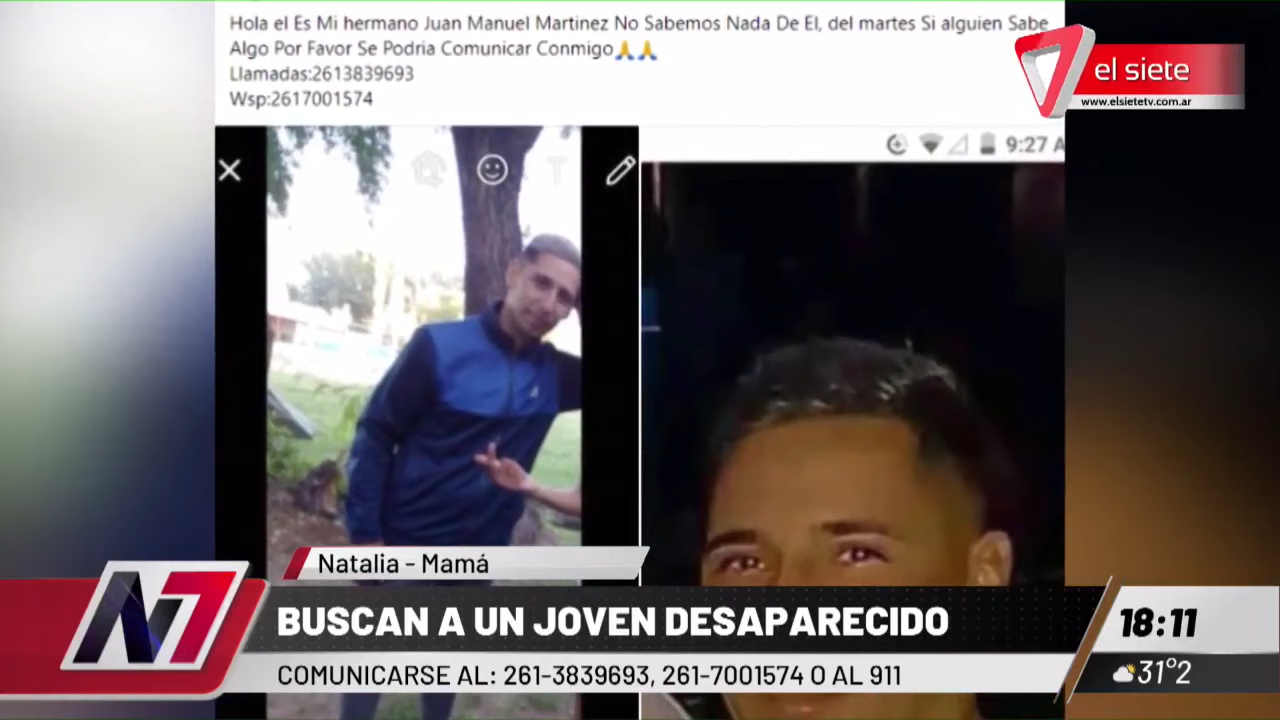 Hola el Es Mi hermano Juan Manuel Martinez No Sabemos Nada De El, del martes Si alguien Sabe
Algo Por Favor Se Podria Comunicar Conmigo🙏🙏
Llamadas:2613839693
Wsp:2617001574
7 el siete
www.elsietetv.com.ar
9:27 A
T
Natalia - Mamá
N7
BUSCAN A UN JOVEN DESAPARECIDO
COMUNICARSE AL: 261-3839693, 261-7001574 O AL 911
18:11
31°2